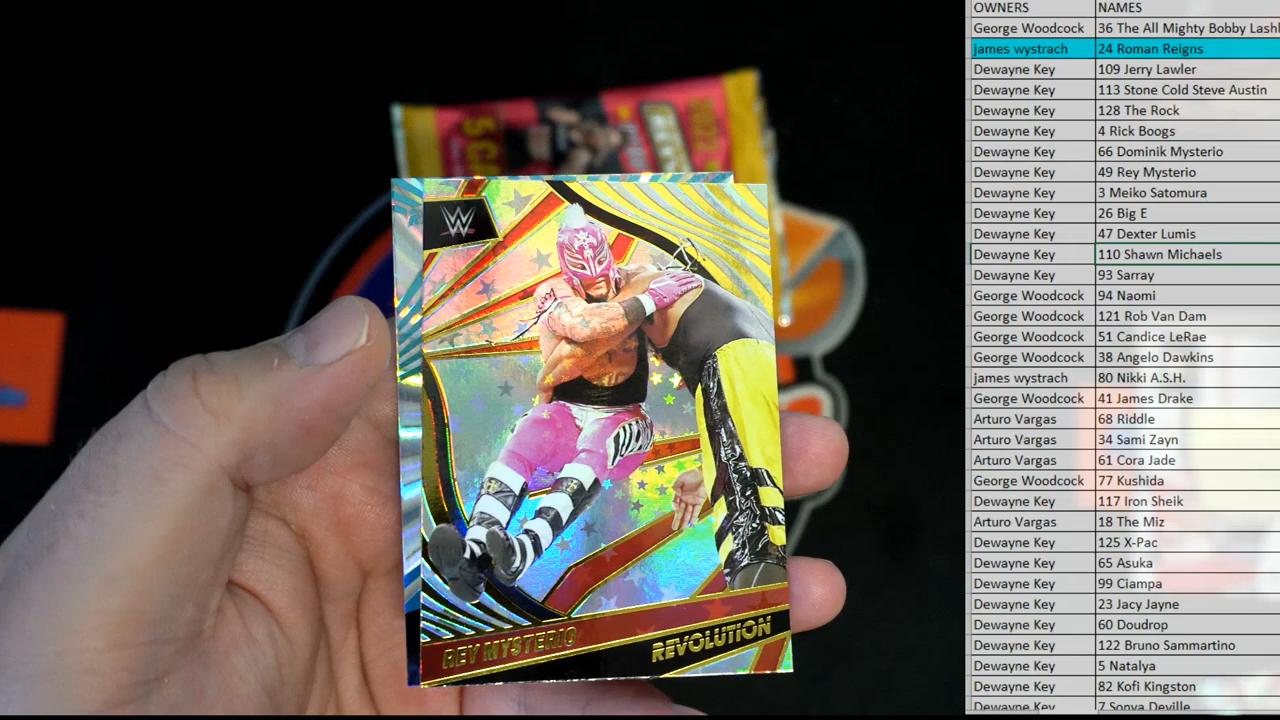 OWNERS NAMES
George Woodcock 36 The All Mighty Bobby Lashl
james wystrach 24 Roman Reigns
Dewayne Key 109 Jerry Lawler
Dewayne Key 113 Stone Cold Steve Austin
Dewayne Key 128 The Rock
Dewayne Key 4 Rick Boogs
Dewayne Key 66 Dominik Mysterio
Dewayne Key 49 Rey Mysterio
Dewayne Key 3 Meiko Satomura
Dewayne Key 26 Big E
Dewayne Key 47 Dexter Lumis
Dewayne Key 110 Shawn Michaels
Dewayne Key 93 Sarray
George Woodcock 94 Naomi
George Woodcock 121 Rob Van Dam
George Woodcock 51 Candice LeRae
George Woodcock 38 Angelo Dawkins
james wystrach 80 Nikki A.S.H.
George Woodcock 41 James Drake
Arturo Vargas 68 Riddle
Arturo Vargas 34 Sami Zayn
Arturo Vargas 61 Cora Jade
George Woodcock 77 Kushida
Dewayne Key 117 Iron Sheik
Arturo Vargas 18 The Miz
Dewayne Key 125 X-Pac
Dewayne Key 65 Asuka
Dewayne Key 99 Ciampa
Dewayne Key 23 Jacy Jayne
Dewayne Key 60 Doudrop
Dewayne Key 122 Bruno Sammartino
Dewayne Key 5 Natalya
Dewayne Key 82 Kofi Kingston
Dewayne Key 7 Sonya Deville
W
REY MYSTERIO
REVOLUTION
2022